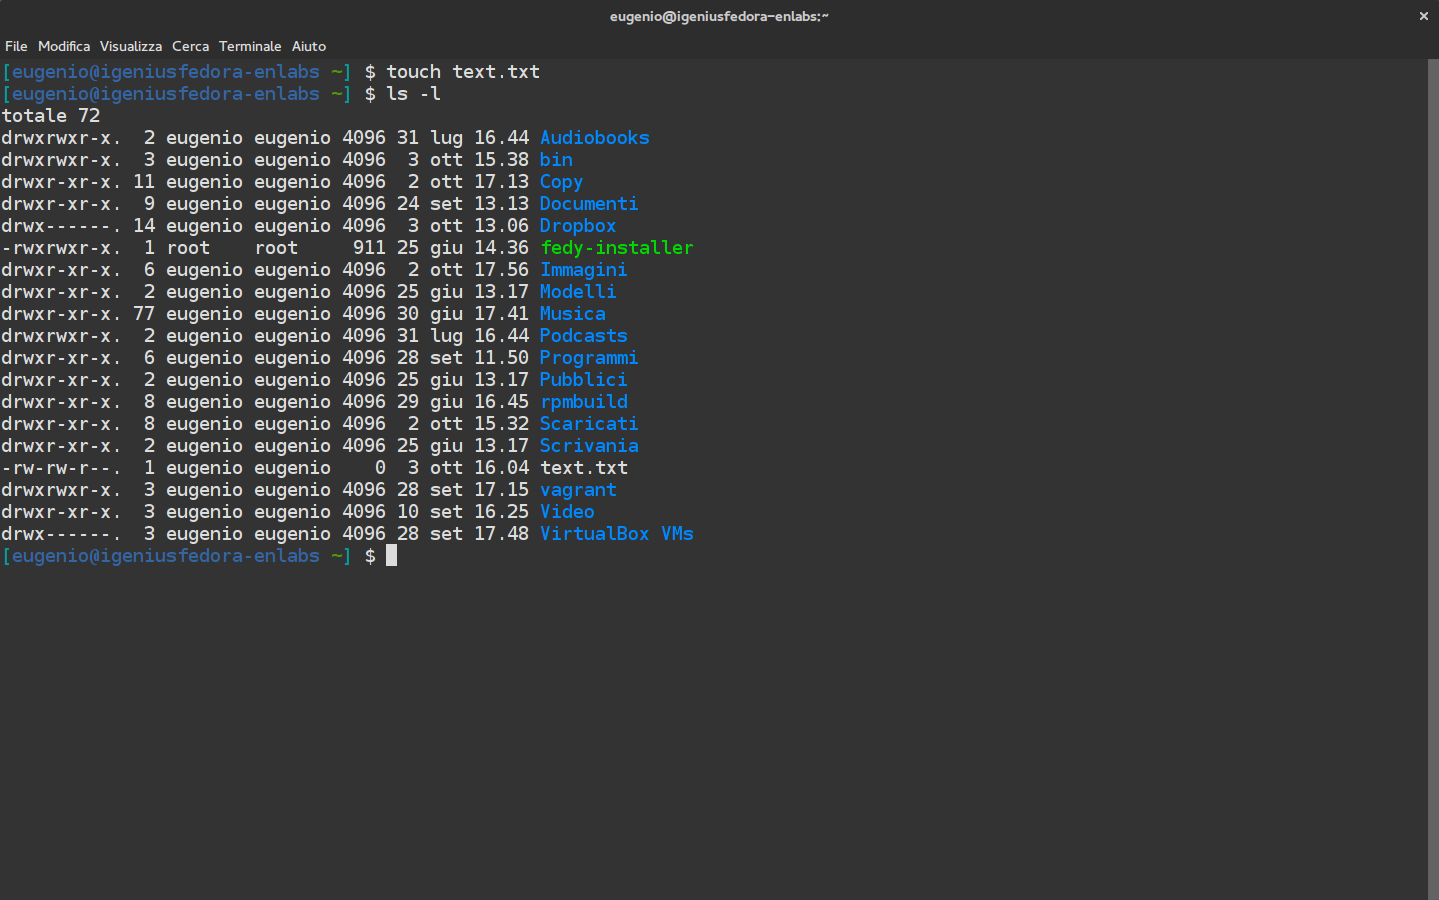 eugenio@igeniusfedora-enlabs:~ ×
File Modifica Visualizza Cerca Terminale Aiuto
[eugenio@igeniusfedora-enlabs ~] $ touch text.txt
[eugenio@igeniusfedora-enlabs ~] $ ls -l
totale 72
drwxrwxr-x.  2 eugenio eugenio 4096 31 lug 16.44 Audiobooks
drwxrwxr-x.  3 eugenio eugenio 4096  3 ott 15.38 bin
drwxr-xr-x. 11 eugenio eugenio 4096  2 ott 17.13 Copy
drwxr-xr-x.  9 eugenio eugenio 4096 24 set 13.13 Documenti
drwx------. 14 eugenio eugenio 4096  3 ott 13.06 Dropbox
-rwxrwxr-x.  1 root    root     911 25 giu 14.36 fedy-installer
drwxr-xr-x.  6 eugenio eugenio 4096  2 ott 17.56 Immagini
drwxr-xr-x.  2 eugenio eugenio 4096 25 giu 13.17 Modelli
drwxr-xr-x. 77 eugenio eugenio 4096 30 giu 17.41 Musica
drwxrwxr-x.  2 eugenio eugenio 4096 31 lug 16.44 Podcasts
drwxr-xr-x.  6 eugenio eugenio 4096 28 set 11.50 Programmi
drwxr-xr-x.  2 eugenio eugenio 4096 25 giu 13.17 Pubblici
drwxr-xr-x.  8 eugenio eugenio 4096 29 giu 16.45 rpmbuild
drwxr-xr-x.  8 eugenio eugenio 4096  2 ott 15.32 Scaricati
drwxr-xr-x.  2 eugenio eugenio 4096 25 giu 13.17 Scrivania
-rw-rw-r--.  1 eugenio eugenio    0  3 ott 16.04 text.txt
drwxrwxr-x.  3 eugenio eugenio 4096 28 set 17.15 vagrant
drwxr-xr-x.  3 eugenio eugenio 4096 10 set 16.25 Video
drwx------.  3 eugenio eugenio 4096 28 set 17.48 VirtualBox VMs
[eugenio@igeniusfedora-enlabs ~] $